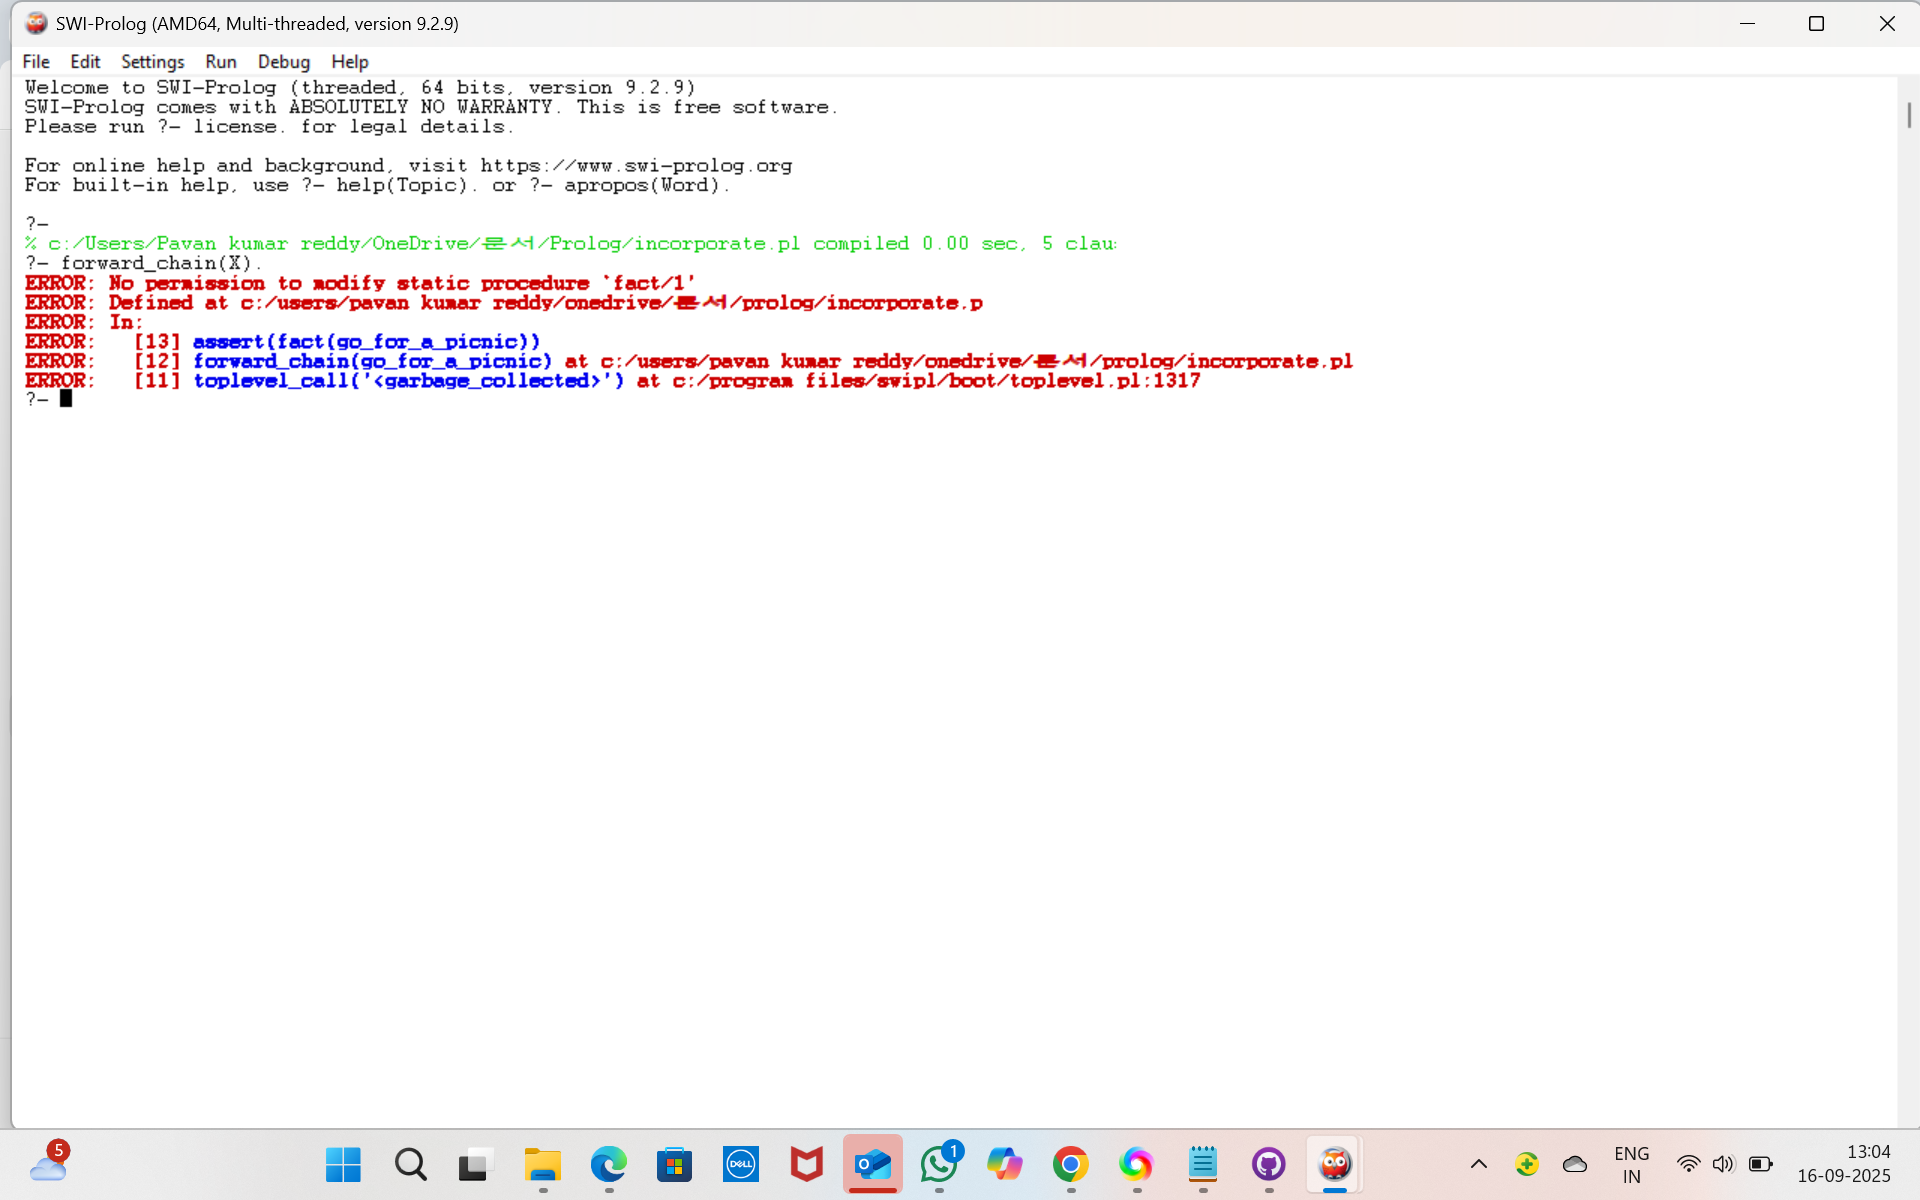 SWI-Prolog (AMD64, Multi-threaded, version 9.2.9)
File Edit Settings Run Debug Help
Welcome to SWI-Prolog (threaded, 64 bits, version 9.2.9)
SWI-Prolog comes with ABSOLUTELY NO WARRANTY. This is free software.
Please run ?- license. for legal details.
For online help and background, visit https://www.swi-prolog.org
For built-in help, use ?- help(Topic). or ?- apropos(Word).
?-
% c:/Users/Pavan kumar reddy/OneDrive/문서/Prolog/incorporate.pl compiled 0.00 sec, 5 clau
?- forward_chain(X).
ERROR: No permission to modify static procedure `fact/1'
ERROR: Defined at c:/users/pavan kumar reddy/onedrive/문서/prolog/incorporate.p
ERROR: In:
ERROR:   [13] assert(fact(go_for_a_picnic))
ERROR:   [12] forward_chain(go_for_a_picnic) at c:/users/pavan kumar reddy/onedrive/문서/prolog/incorporate.pl
ERROR:   [11] toplevel_call('<garbage_collected>') at c:/program files/swipl/boot/toplevel.pl:1317
?-
5
DELL
1
ENG
IN
13:04
16-09-2025